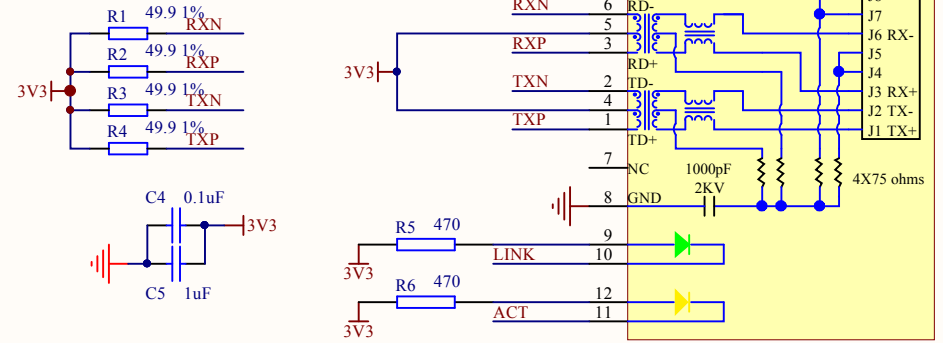 R1 49.9 1%
RXN
R2 49.9 1%
RXP
3V3
R3 49.9 1%
TXN
R4 49.9 1%
TXP
C4 0.1uF
3V3
C5 1uF
RXN 6 RD-
5
RXP 3
RD+
3V3
TXN 2 TD-
4
TXP 1
TD+
7 NC
8 GND
1000pF
2KV
J7
J6 RX-
J5
J4
J3 RX+
J2 TX-
J1 TX+
4X75 ohms
R5 470
9
LINK 10
3V3
R6 470
12
ACT 11
3V3